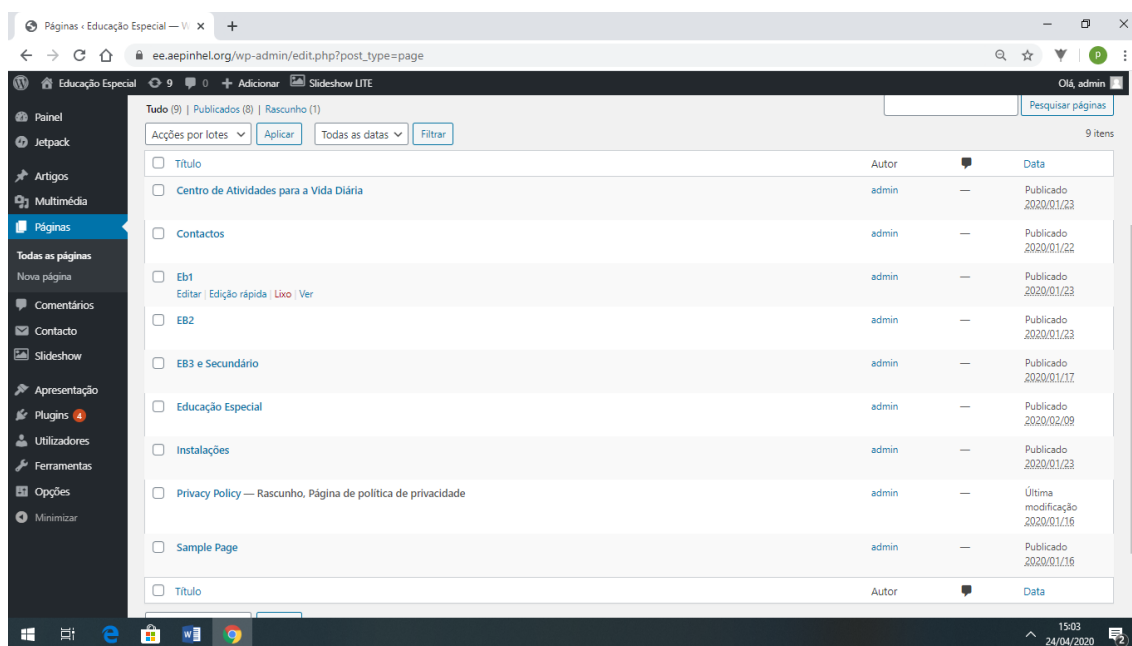 Páginas ‹ Educação Especial — W
ee.aepinhel.org/wp-admin/edit.php?post_type=page
P
Educação Especial 9 0 Adicionar Slideshow LITE Olá, admin
Painel
Jetpack
Artigos
Multimédia
Páginas
Todas as páginas
Nova página
Comentários
Contacto
Slideshow
Apresentação
Plugins 4
Utilizadores
Ferramentas
Opções
Minimizar
Tudo (9) | Publicados (8) | Rascunho (1)
Pesquisar páginas
Acções por lotes Aplicar Todas as datas Filtrar 9 itens
Título Autor Data
Centro de Atividades para a Vida Diária admin — Publicado
2020/01/23
Contactos admin — Publicado
2020/01/22
Eb1 admin — Publicado
Editar | Edição rápida | Lixo | Ver 2020/01/23
EB2 admin — Publicado
2020/01/23
EB3 e Secundário admin — Publicado
2020/01/17
Educação Especial admin — Publicado
2020/02/09
Instalações admin — Publicado
2020/01/23
Privacy Policy — Rascunho, Página de política de privacidade admin — Última
modificação
2020/01/16
Sample Page admin — Publicado
2020/01/16
Título Autor Data
15:03
24/04/2020
2